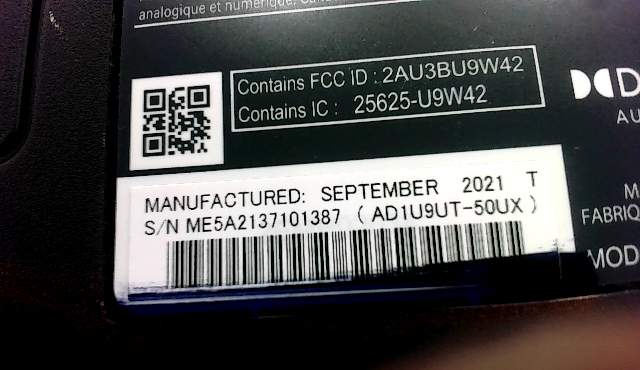 analogique et numérique.
Contains FCC ID : 2AU3BU9W42
Contains IC : 25625-U9W42
AU
MANUFACTURED: SEPTEMBER 2021 T
S/N ME5A2137101387 ( AD1U9UT-50UX )
M
FABRIQ
MOD